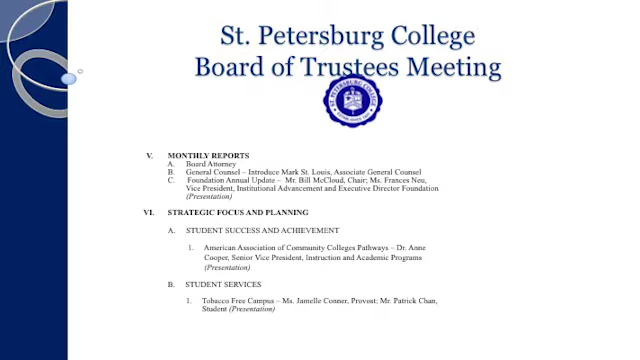 St. Petersburg College
Board of Trustees Meeting
ST. PETERSBURG COLLEGE
V. MONTHLY REPORTS
A. Board Attorney
B. General Counsel – Introduce Mark St. Louis, Associate General Counsel
C. Foundation Annual Update – Mr. Bill McCloud, Chair; Ms. Frances Neu,
Vice President, Institutional Advancement and Executive Director Foundation
(Presentation)
VI. STRATEGIC FOCUS AND PLANNING
A. STUDENT SUCCESS AND ACHIEVEMENT
1. American Association of Community Colleges Pathways – Dr. Anne
Cooper, Senior Vice President, Instruction and Academic Programs
(Presentation)
B. STUDENT SERVICES
1. Tobacco Free Campus – Ms. Jamelle Conner, Provost; Mr. Patrick Chan,
Student (Presentation)